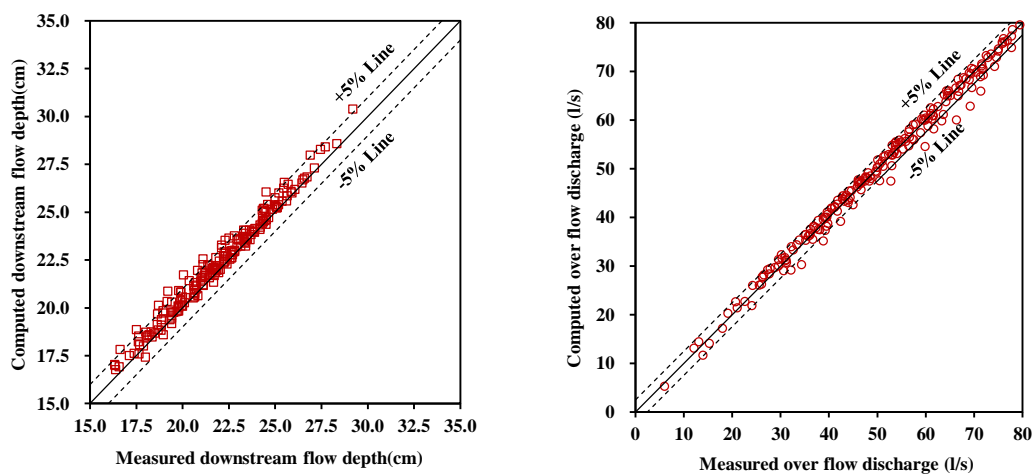 35.0
32.5
30.0
27.5
25.0
22.5
20.0
17.5
15.0
15.0 17.5 20.0 22.5 25.0 27.5 30.0 32.5 35.0
Computed downstream flow depth(cm)
Measured downstream flow depth(cm)
+5% Line
-5% Line
80
70
60
50
40
30
20
10
0
0 10 20 30 40 50 60 70 80
Computed over flow discharge (l/s)
Measured over flow discharge (l/s)
+5% Line
-5% Line